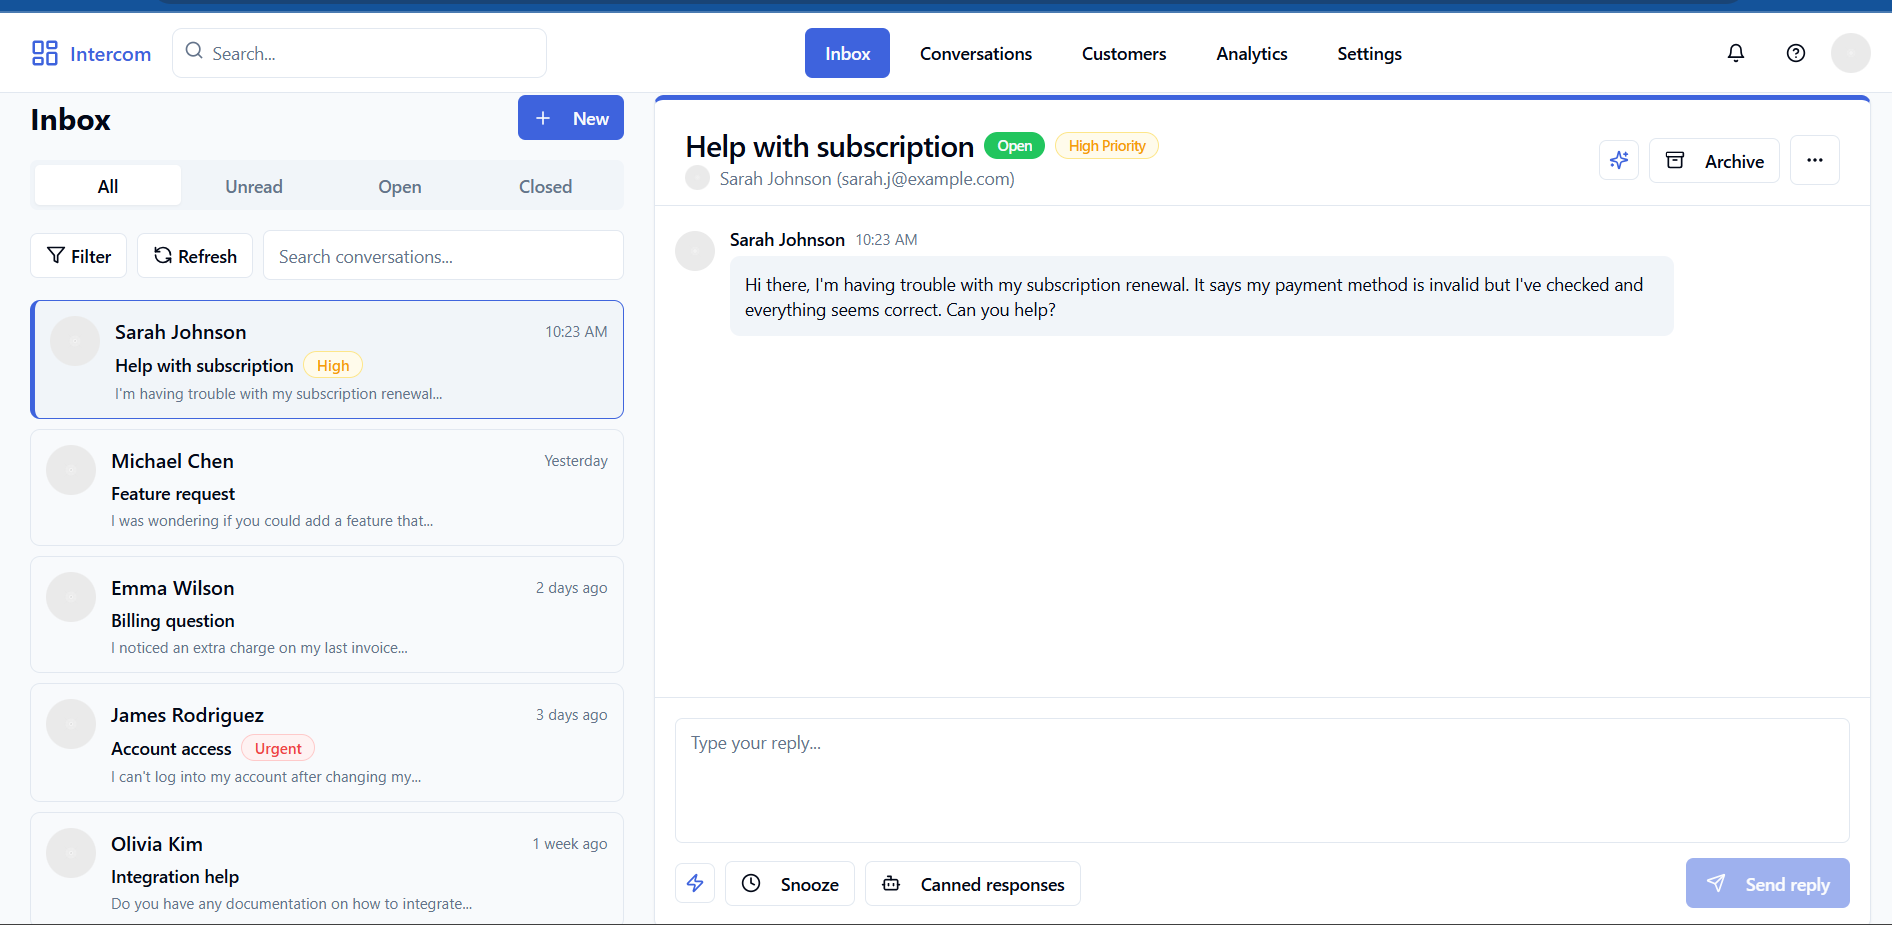 Intercom
Search...
Inbox
Conversations
Customers
Analytics
Settings
Inbox
New
All
Unread
Open
Closed
Filter
Refresh
Search conversations...
Sarah Johnson
10:23 AM
Help with subscription
High
I'm having trouble with my subscription renewal...
Michael Chen
Yesterday
Feature request
I was wondering if you could add a feature that...
Emma Wilson
2 days ago
Billing question
I noticed an extra charge on my last invoice...
James Rodriguez
3 days ago
Account access
Urgent
I can't log into my account after changing my...
Olivia Kim
1 week ago
Integration help
Do you have any documentation on how to integrate...
Help with subscription
Open
High Priority
Sarah Johnson (sarah.j@example.com)
Archive
Sarah Johnson
10:23 AM
Hi there, I'm having trouble with my subscription renewal. It says my payment method is invalid but I've checked and
everything seems correct. Can you help?
Type your reply...
Snooze
Canned responses
Send reply